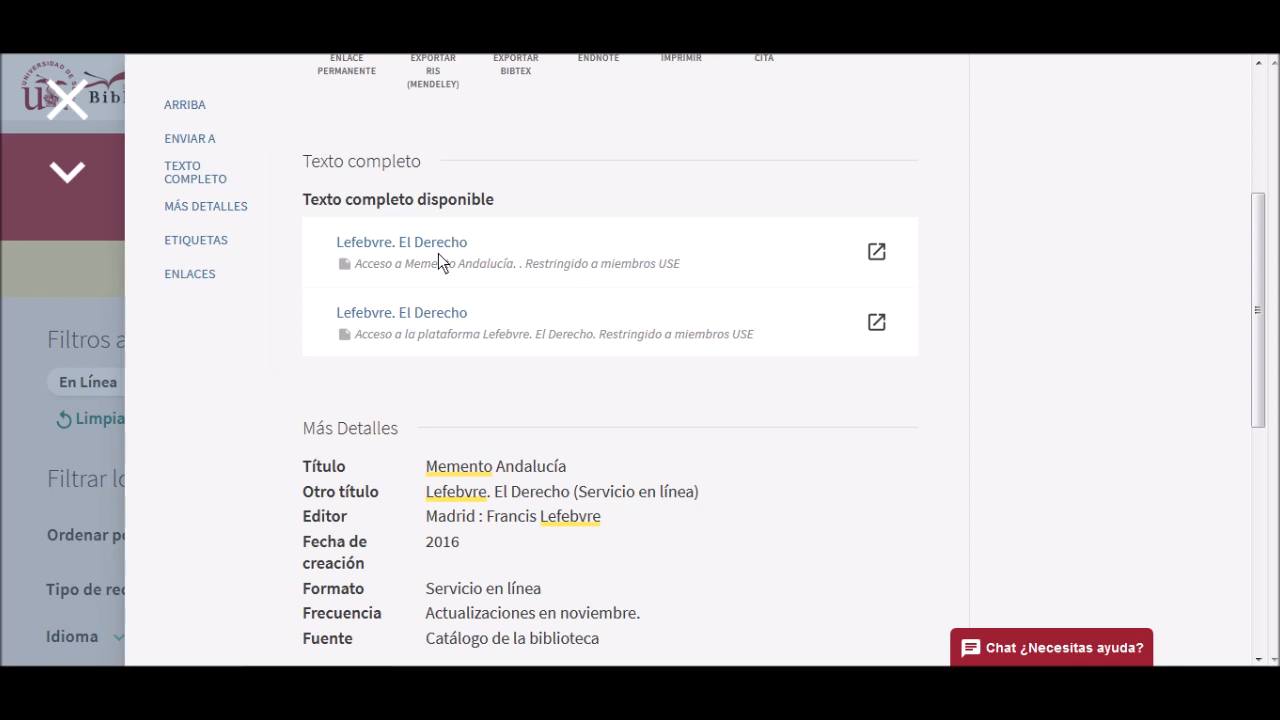 UNIVERSIDAD DE S
US Bibl
ENLACE PERMANENTE
EXPORTAR RIS (MENDELEY)
EXPORTAR BIBTEX
ENDNOTE
IMPRIMIR
CITA
ARRIBA
ENVIAR A
TEXTO COMPLETO
MÁS DETALLES
ETIQUETAS
ENLACES
Texto completo
Texto completo disponible
Lefebvre. El Derecho
Acceso a Memento Andalucía. . Restringido a miembros USE
Lefebvre. El Derecho
Acceso a la plataforma Lefebvre. El Derecho. Restringido a miembros USE
Más Detalles
Título Memento Andalucía
Otro título Lefebvre. El Derecho (Servicio en línea)
Editor Madrid : Francis Lefebvre
Fecha de creación 2016
Formato Servicio en línea
Frecuencia Actualizaciones en noviembre.
Fuente Catálogo de la biblioteca
Filtros a
En Línea
Limpia
Filtrar lo
Ordenar p
Tipo de rec
Idioma
Chat ¿Necesitas ayuda?